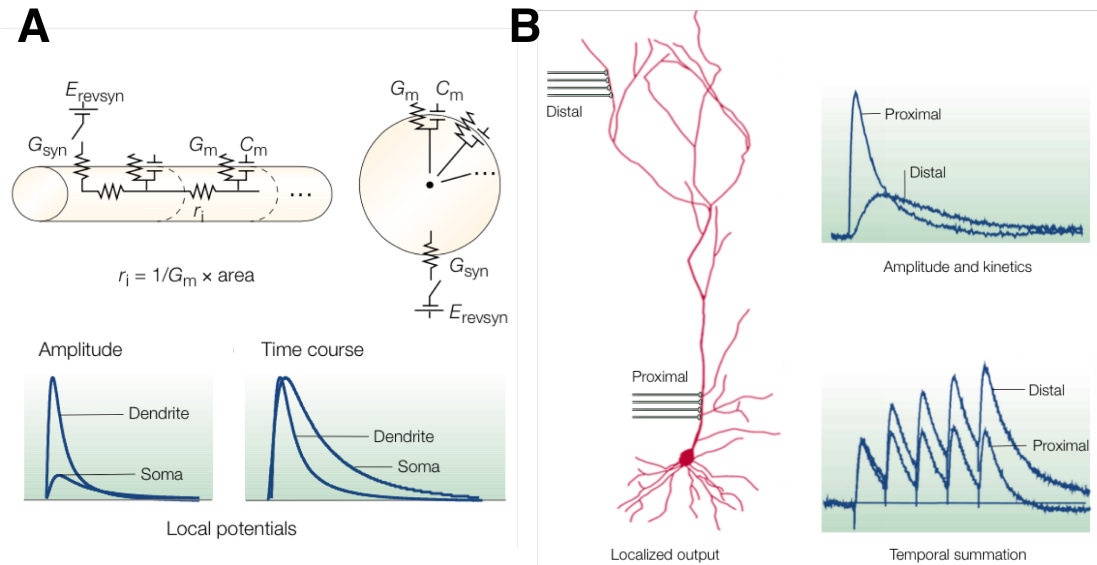 A
E_revsyn
G_syn
G_m
C_m
...
r_i
r_i = 1/G_m × area
G_m
C_m
...
G_syn
E_revsyn
Amplitude
Dendrite
Soma
Time course
Dendrite
Soma
Local potentials
B
Distal
Proximal
Localized output
Proximal
Distal
Amplitude and kinetics
Distal
Proximal
Temporal summation